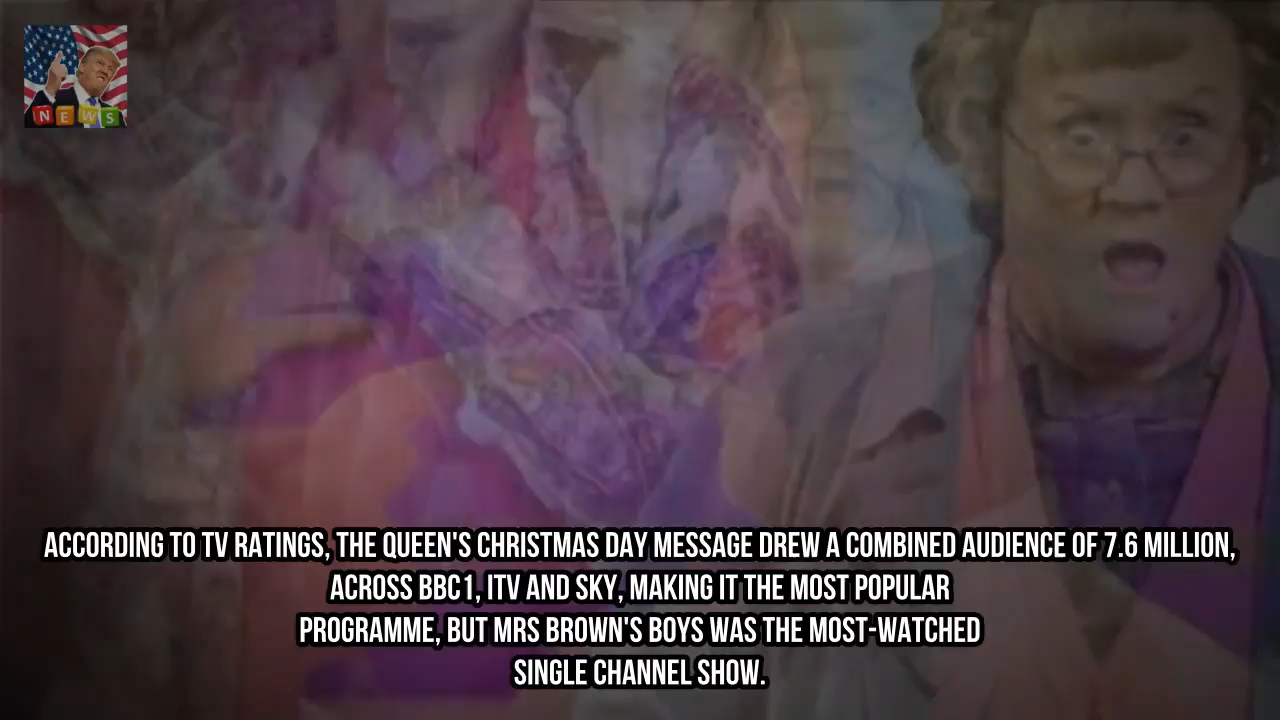 NEWS
ACCORDING TO TV RATINGS, THE QUEEN'S CHRISTMAS DAY MESSAGE DREW A COMBINED AUDIENCE OF 7.6 MILLION,
ACROSS BBC1, ITV AND SKY, MAKING IT THE MOST POPULAR
PROGRAMME, BUT MRS BROWN'S BOYS WAS THE MOST-WATCHED
SINGLE CHANNEL SHOW.